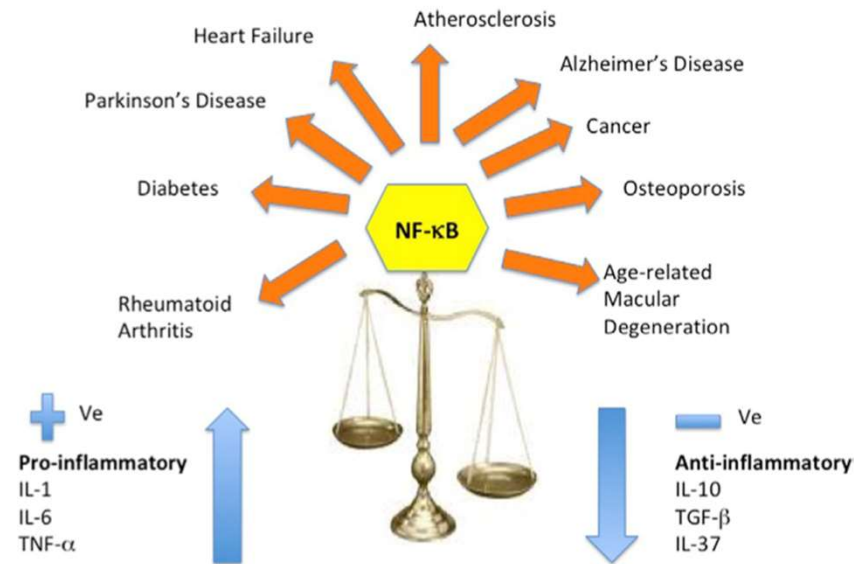 Atherosclerosis
Heart Failure
Alzheimer's Disease
Parkinson's Disease
Cancer
Diabetes
Osteoporosis
NF-κB
Rheumatoid
Arthritis
Age-related
Macular
Degeneration
Ve
Pro-inflammatory
IL-1
IL-6
TNF-α
Ve
Anti-inflammatory
IL-10
TGF-β
IL-37